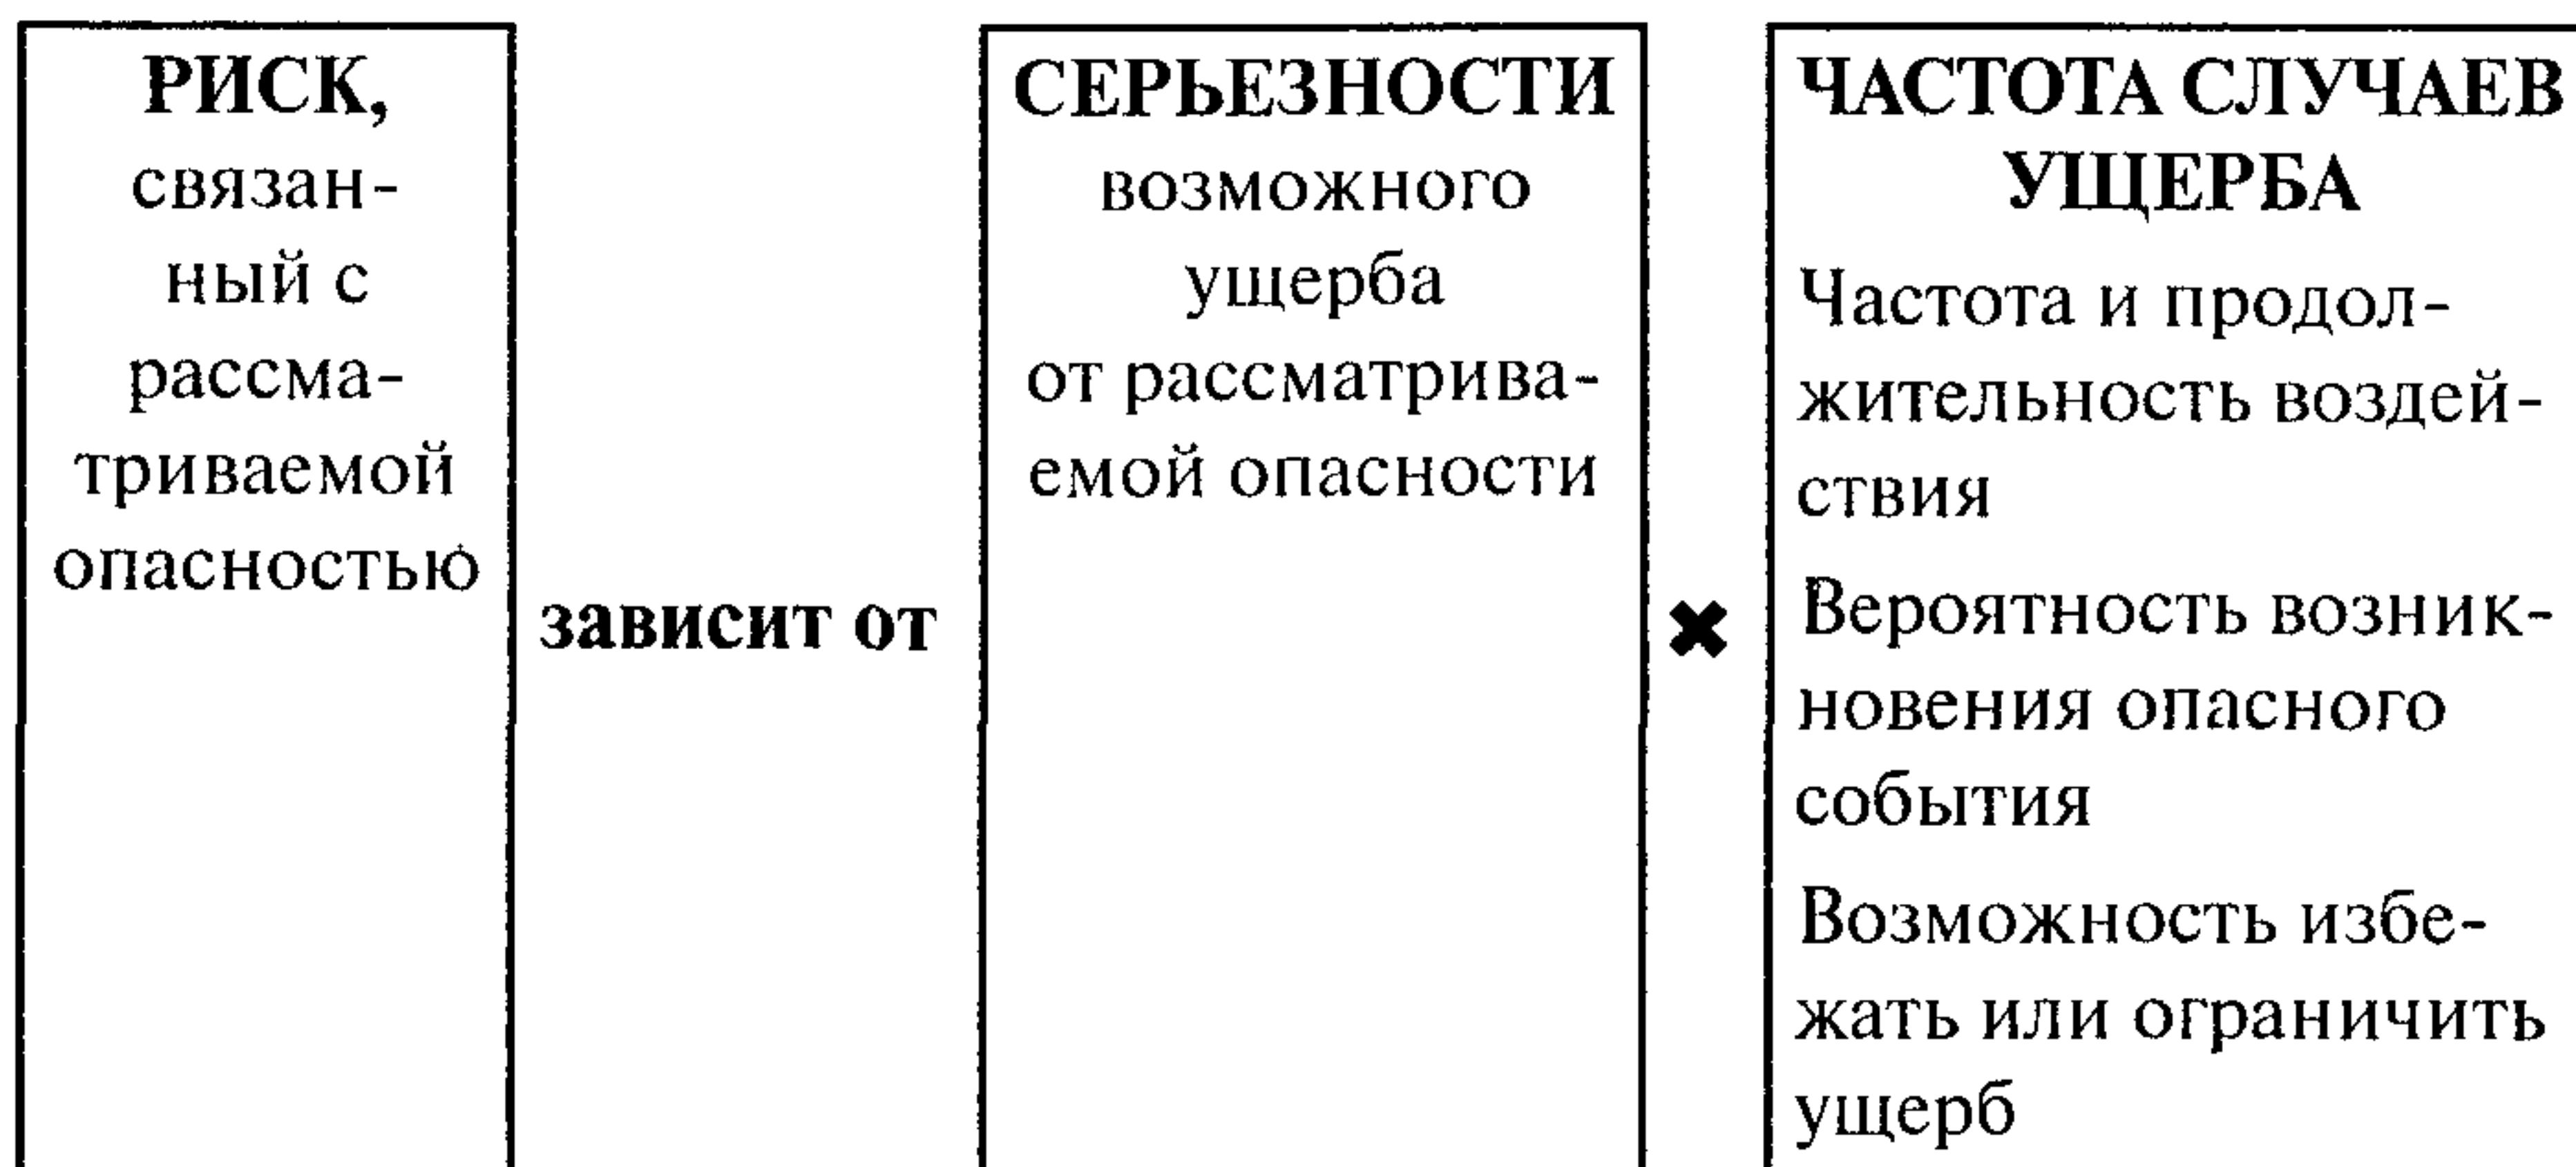 РИСК,
связан-
ный с
рассма-
триваемой
опасностью
зависит от
СЕРЬЕЗНОСТИ
возможного
ущерба
от рассматрива-
емой опасности
×
ЧАСТОТА СЛУЧАЕВ
УЩЕРБА
Частота и продол-
жительность воздей-
ствия
Вероятность возник-
новения опасного
события
Возможность избе-
жать или ограничить
ущерб